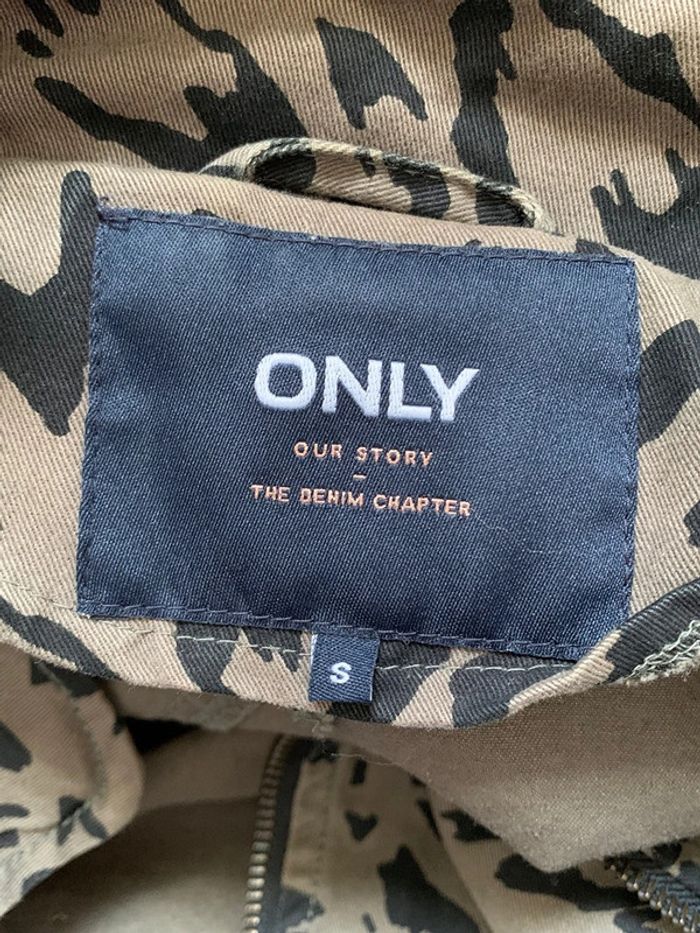 ONLY
OUR STORY
–
THE DENIM CHAPTER
S